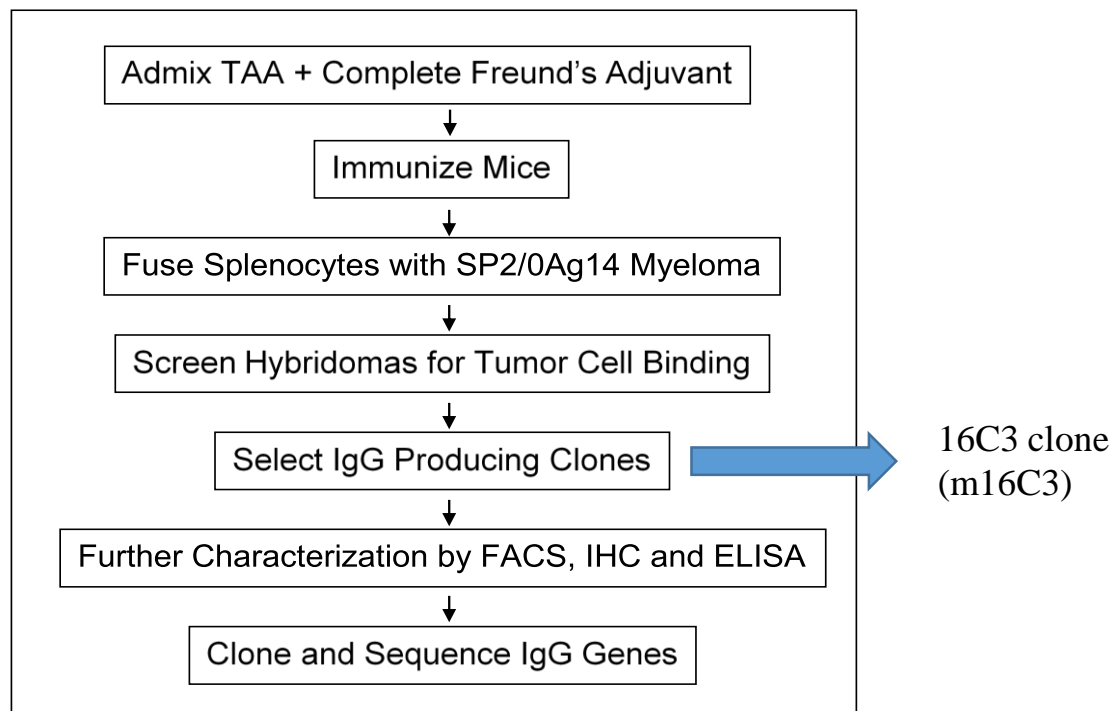 Admix TAA + Complete Freund's Adjuvant
Immunize Mice
Fuse Splenocytes with SP2/0Ag14 Myeloma
Screen Hybridomas for Tumor Cell Binding
Select IgG Producing Clones
16C3 clone
(m16C3)
Further Characterization by FACS, IHC and ELISA
Clone and Sequence IgG Genes